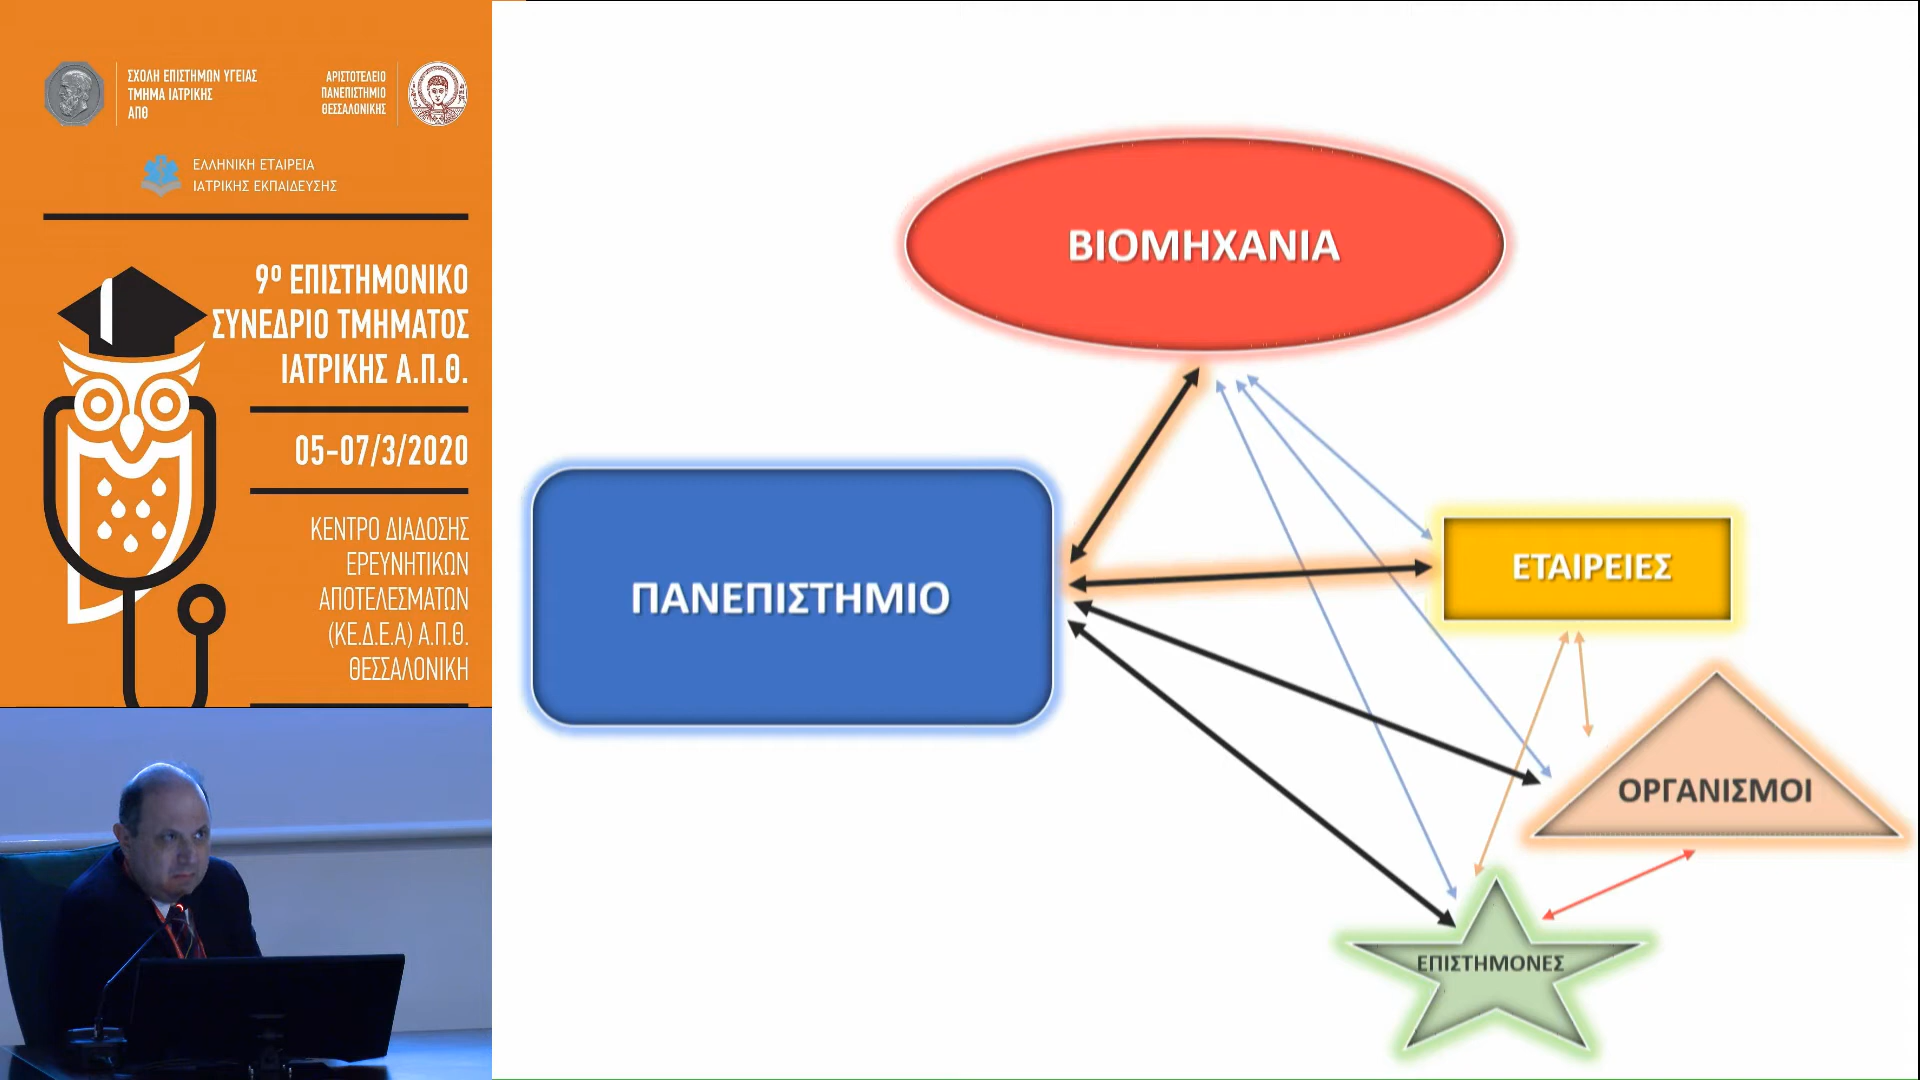 ΣΧΟΛΗ ΕΠΙΣΤΗΜΩΝ ΥΓΕΙΑΣ
ΤΜΗΜΑ ΙΑΤΡΙΚΗΣ
ΑΠΘ
ΑΡΙΣΤΟΤΕΛΕΙΟ
ΠΑΝΕΠΙΣΤΗΜΙΟ
ΘΕΣΣΑΛΟΝΙΚΗΣ
ΕΛΛΗΝΙΚΗ ΕΤΑΙΡΕΙΑ
ΙΑΤΡΙΚΗΣ ΕΚΠΑΙΔΕΥΣΗΣ
9ο ΕΠΙΣΤΗΜΟΝΙΚΟ
ΣΥΝΕΔΡΙΟ ΤΜΗΜΑΤΟΣ
ΙΑΤΡΙΚΗΣ Α.Π.Θ.
05-07/3/2020
ΚΕΝΤΡΟ ΔΙΑΔΟΣΗΣ
ΕΡΕΥΝΗΤΙΚΩΝ
ΑΠΟΤΕΛΕΣΜΑΤΩΝ
(ΚΕ.Δ.Ε.Α) Α.Π.Θ.
ΘΕΣΣΑΛΟΝΙΚΗ
ΒΙΟΜΗΧΑΝΙΑ
ΠΑΝΕΠΙΣΤΗΜΙΟ
ΕΤΑΙΡΕΙΕΣ
ΟΡΓΑΝΙΣΜΟΙ
ΕΠΙΣΤΗΜΟΝΕΣ